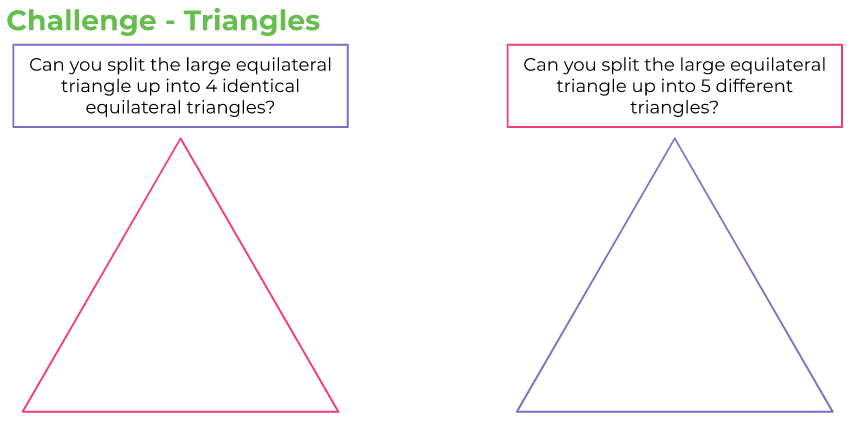 Challenge - Triangles
Can you split the large equilateral
triangle up into 4 identical
equilateral triangles?
Can you split the large equilateral
triangle up into 5 different
triangles?